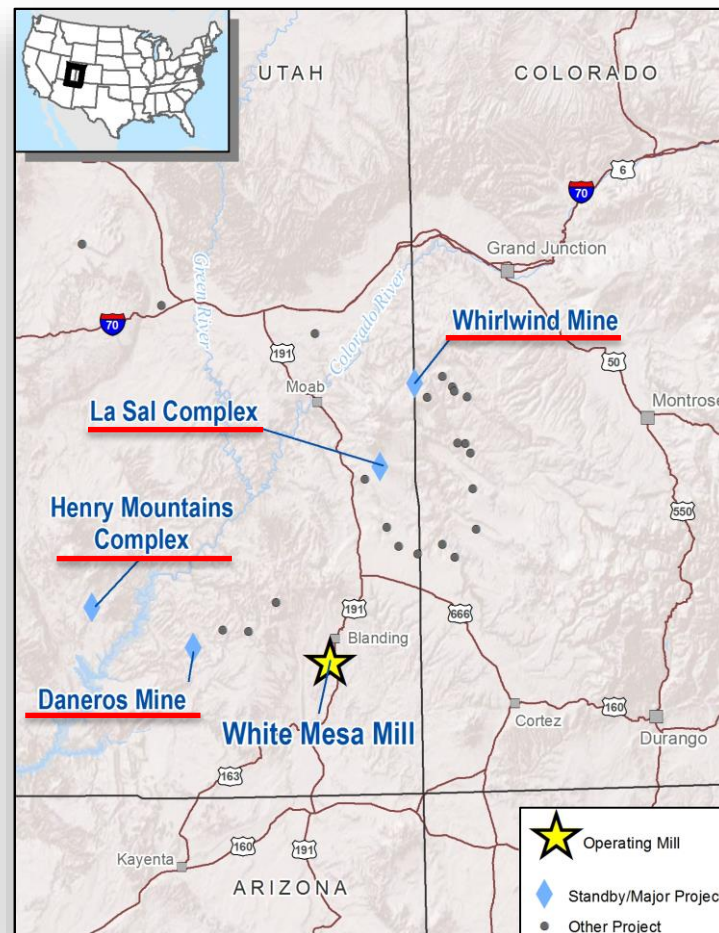 UTAH
COLORADO
6
70
Grand Junction
Green River
Colorado River
Whirlwind Mine
70
191
50
Moab
Montrose
La Sal Complex
Henry Mountains
Complex
550
191
666
Blanding
Daneros Mine
White Mesa Mill
Cortez
160
Durango
163
160
191
Kayenta
ARIZONA
Operating Mill
Standby/Major Projec
Other Project